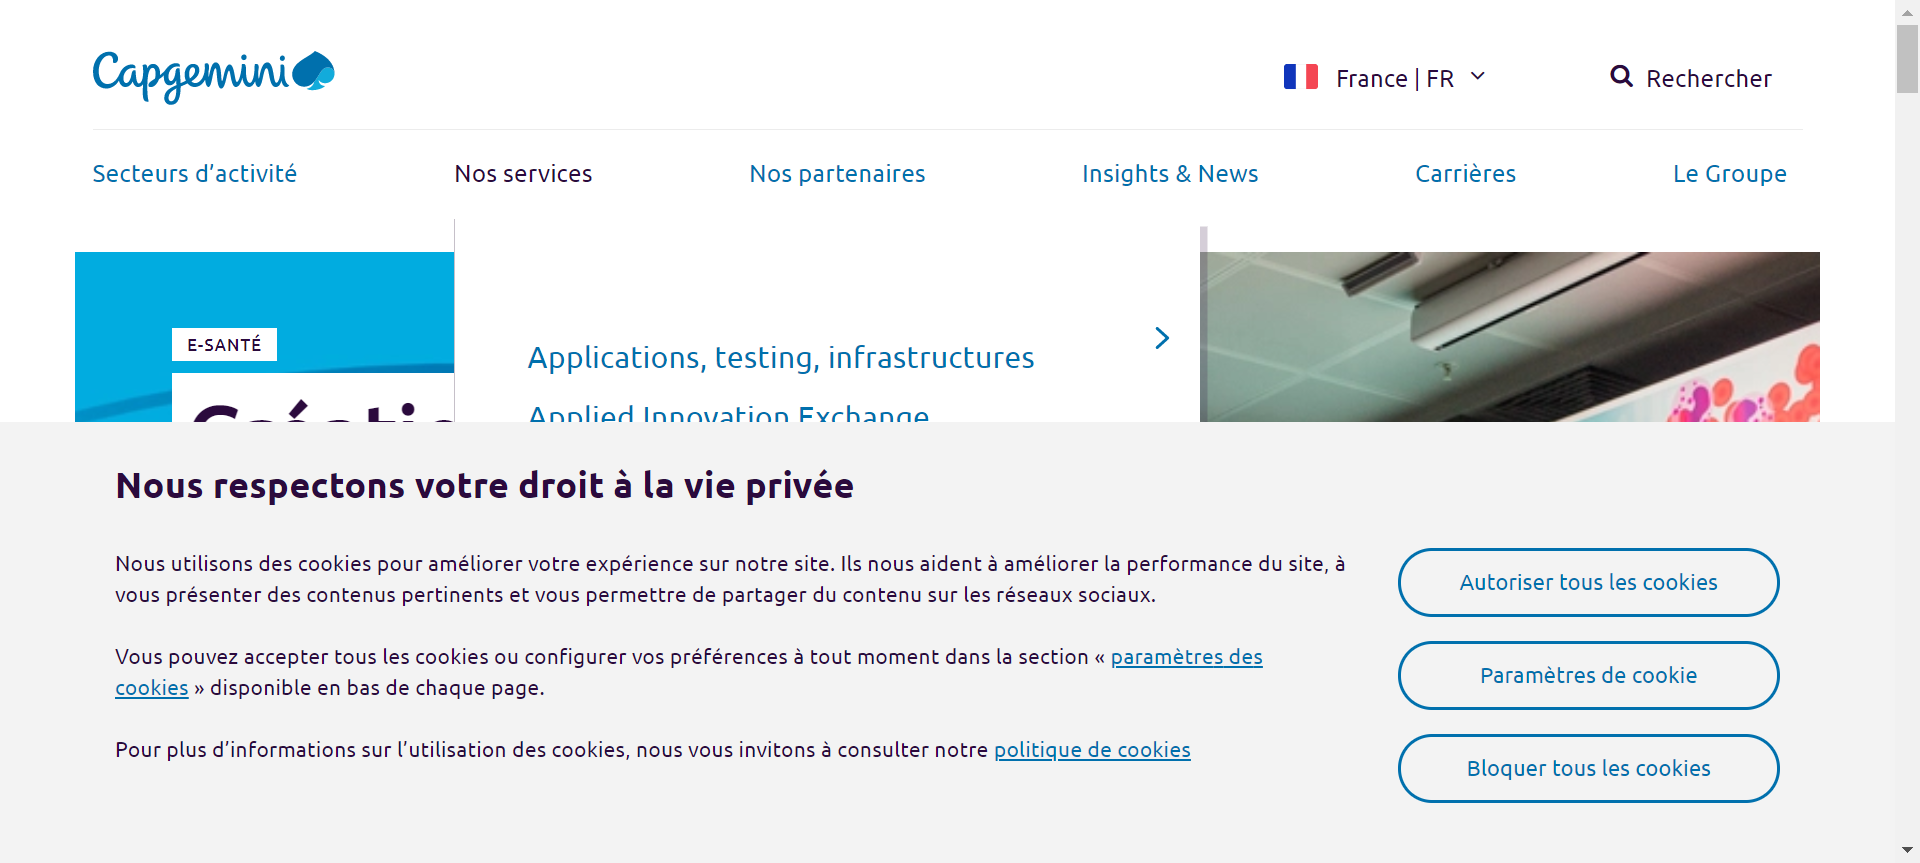 Capgemini
France | FR
Rechercher
Secteurs d’activité
Nos services
Nos partenaires
Insights & News
Carrières
Le Groupe
E-SANTÉ
Applications, testing, infrastructures
Applied Innovation Exchange
Nous respectons votre droit à la vie privée
Nous utilisons des cookies pour améliorer votre expérience sur notre site. Ils nous aident à améliorer la performance du site, à
vous présenter des contenus pertinents et vous permettre de partager du contenu sur les réseaux sociaux.
Vous pouvez accepter tous les cookies ou configurer vos préférences à tout moment dans la section « paramètres des
cookies » disponible en bas de chaque page.
Pour plus d’informations sur l’utilisation des cookies, nous vous invitons à consulter notre politique de cookies
Autoriser tous les cookies
Paramètres de cookie
Bloquer tous les cookies